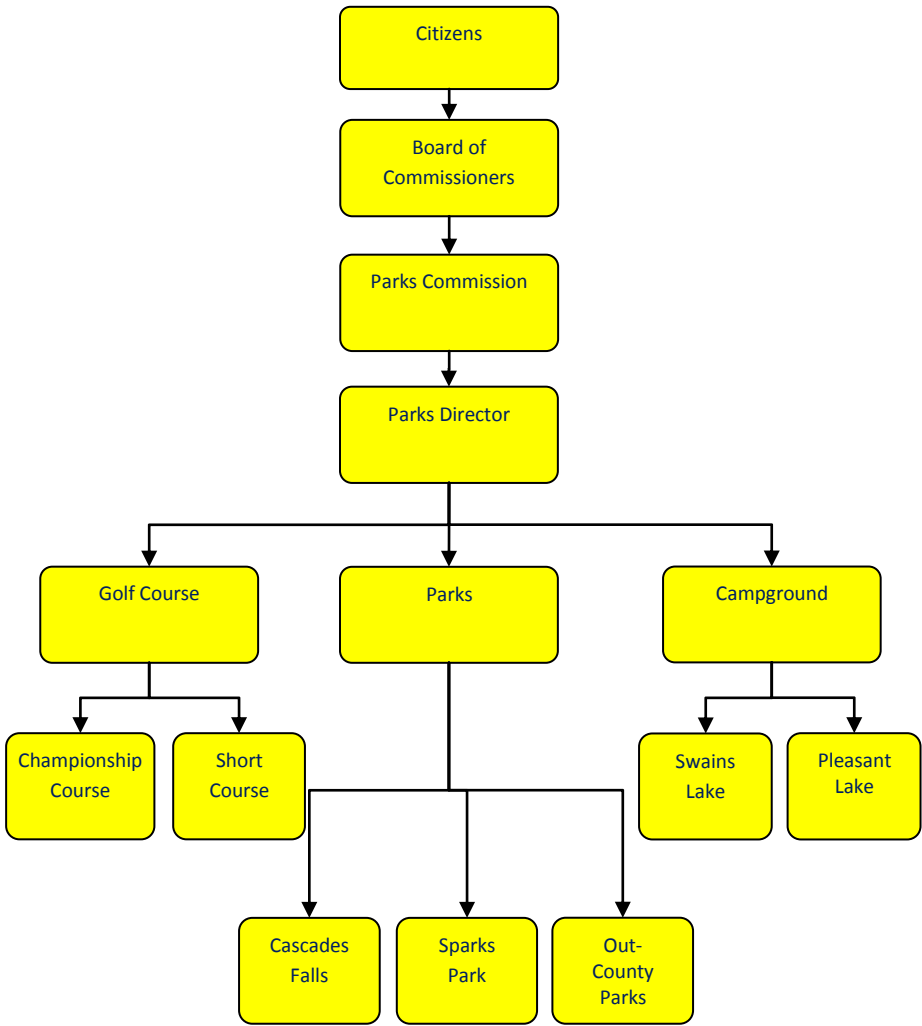 Citizens
Board of
Commissioners
Parks Commission
Parks Director
Golf Course
Parks
Campground
Championship
Course
Short
Course
Swains
Lake
Pleasant
Lake
Cascades
Falls
Sparks
Park
Out-
County
Parks